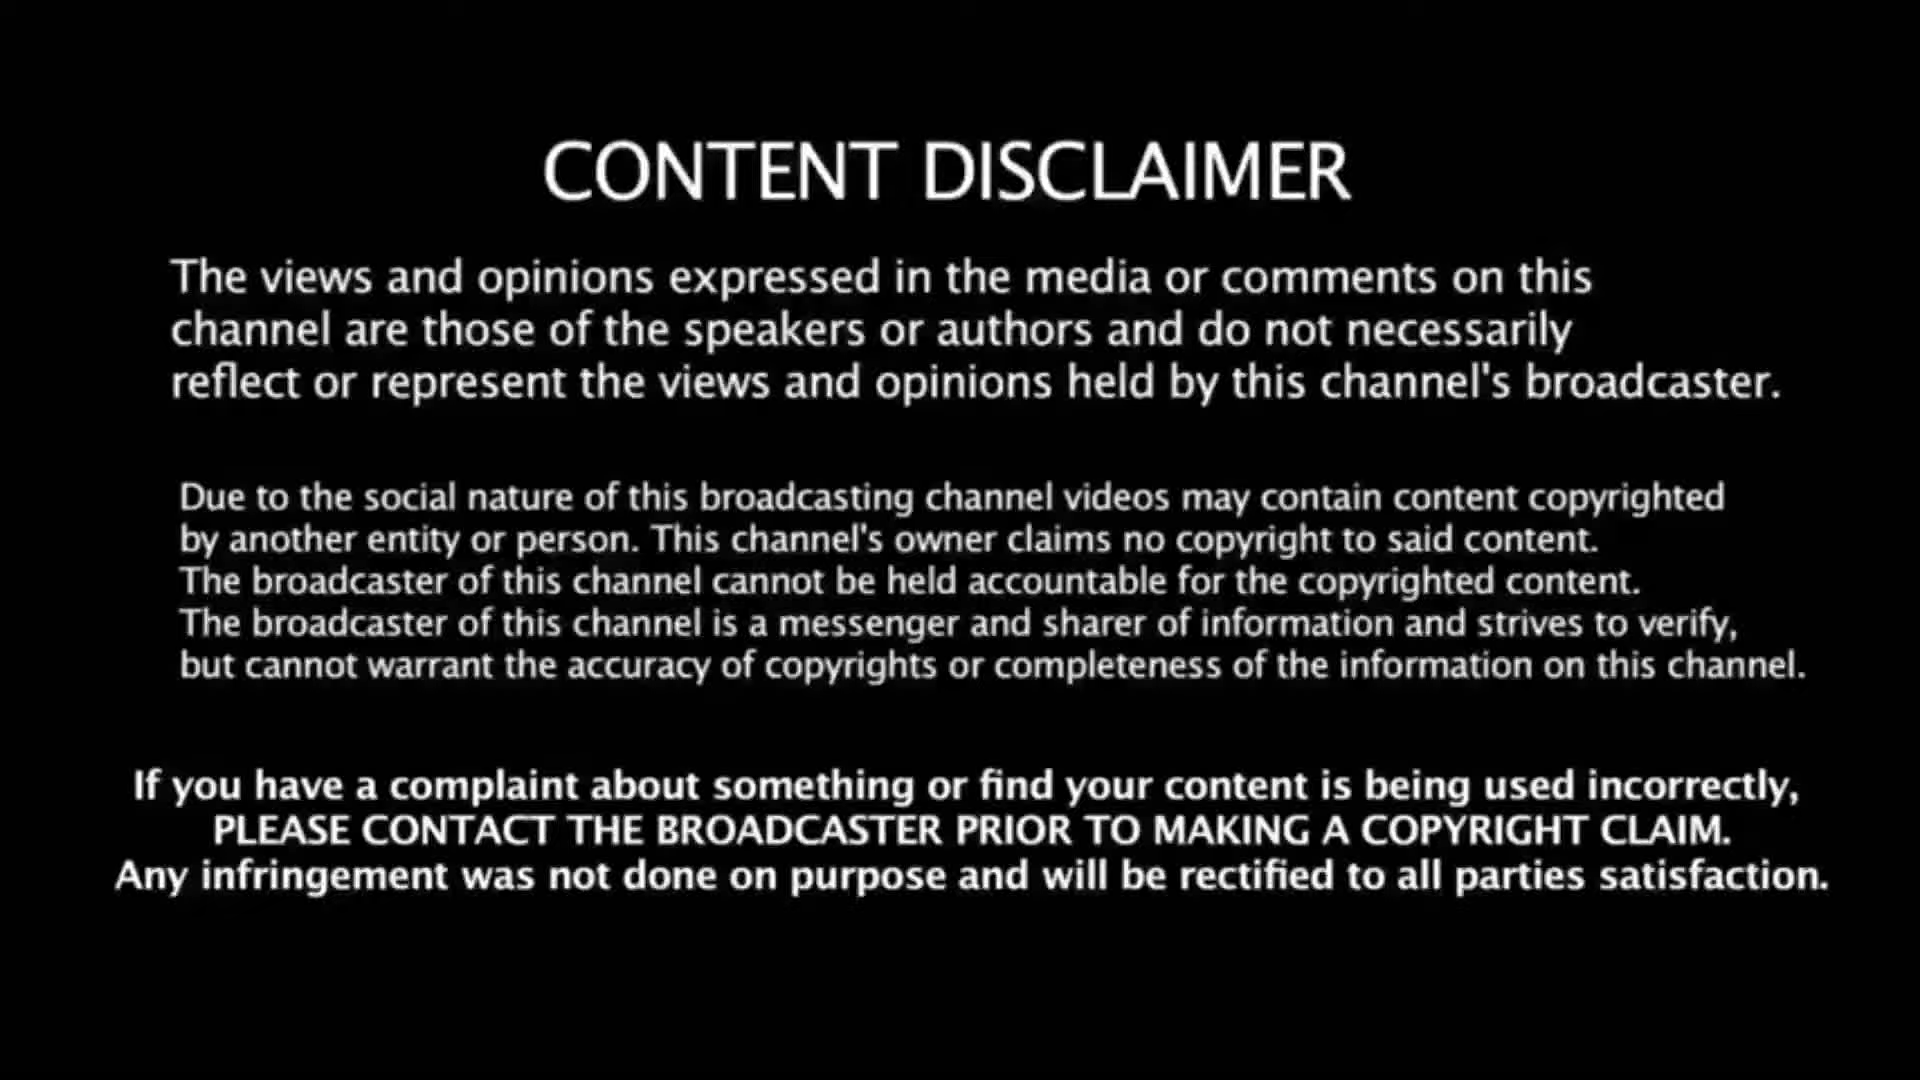 CONTENT DISCLAIMER
The views and opinions expressed in the media or comments on this
channel are those of the speakers or authors and do not necessarily
reflect or represent the views and opinions held by this channel's broadcaster.
Due to the social nature of this broadcasting channel videos may contain content copyrighted
by another entity or person. This channel's owner claims no copyright to said content.
The broadcaster of this channel cannot be held accountable for the copyrighted content.
The broadcaster of this channel is a messenger and sharer of information and strives to verify,
but cannot warrant the accuracy of copyrights or completeness of the information on this channel.
If you have a complaint about something or find your content is being used incorrectly,
PLEASE CONTACT THE BROADCASTER PRIOR TO MAKING A COPYRIGHT CLAIM.
Any infringement was not done on purpose and will be rectified to all parties satisfaction.